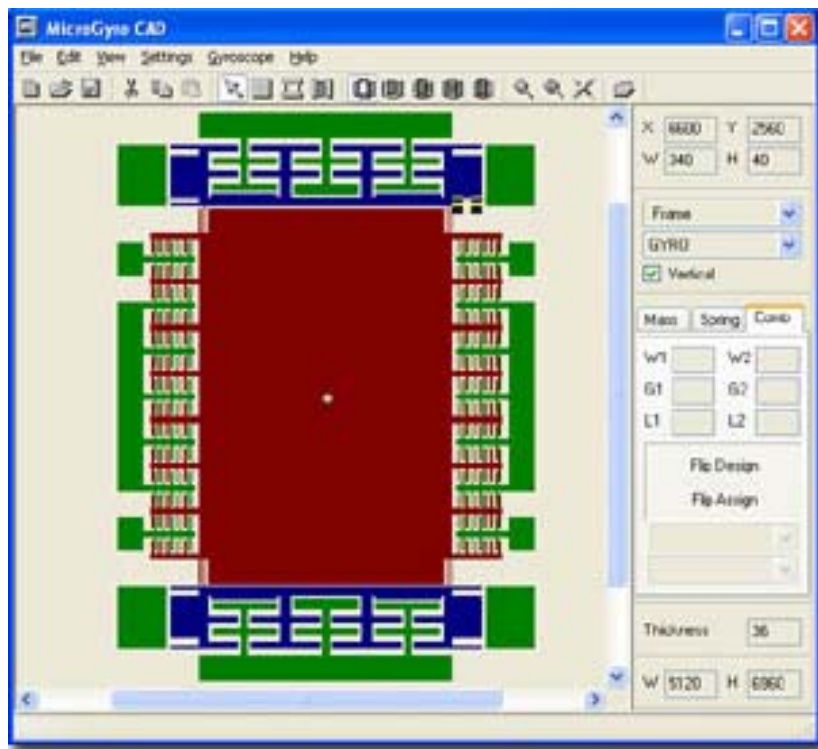 MicroGyro CAD
File Edit View Settings Gyroscope Help
X 6600 Y 2560
W 340 H 40
Frame
GYRO
Vertical
Mass Spring Comb
W1 W2
G1 G2
L1 L2
Flip Design
Flip Assign
Thickness 36
W 5120 H 6960